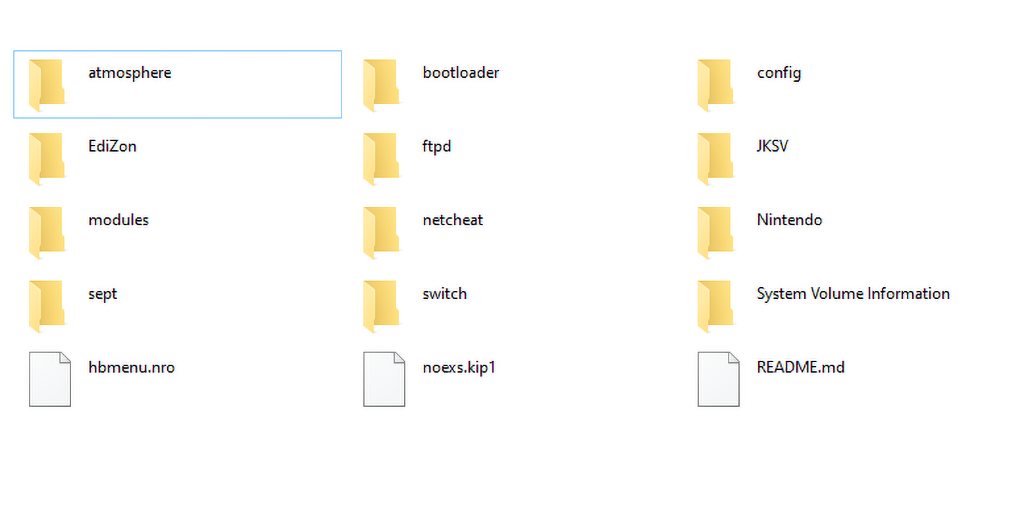 atmosphere
bootloader
config
EdiZon
ftpd
JKSV
modules
netcheat
Nintendo
sept
switch
System Volume Information
hbmenu.nro
noexs.kip1
README.md